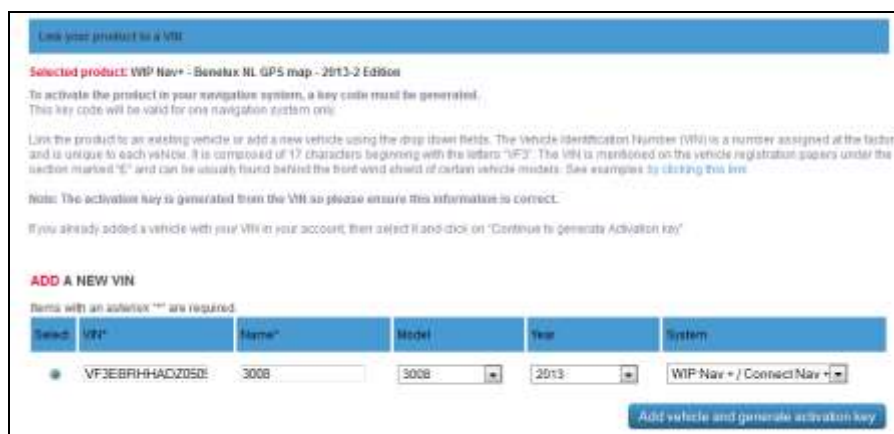 Link your product to a VIN
Selected product: WIP Nav+ - Benelux NL GPS map - 2013-2 Edition
To activate the product in your navigation system, a key code must be generated.
This key code will be valid for one navigation system only.
Link the product to an existing vehicle or add a new vehicle using the drop down fields. The Vehicle Identification Number (VIN) is a number assigned at the factor
and is unique to each vehicle. It is composed of 17 characters beginning with the letters "VF3". The VIN is mentioned on the vehicle registration papers under the
section marked "E" and can be usually found behind the front wind shield of certain vehicle models. See examples by clicking this link
Note: The activation key is generated from the VIN so please ensure this information is correct.
If you already added a vehicle with your VIN in your account, then select it and click on "Continue to generate Activation key"
ADD A NEW VIN
Items with an asterisk "*" are required.
Select VIN* Name* Model Year System
3008 3008 2013 WIP Nav + / Connect Nav +
Add vehicle and generate activation key